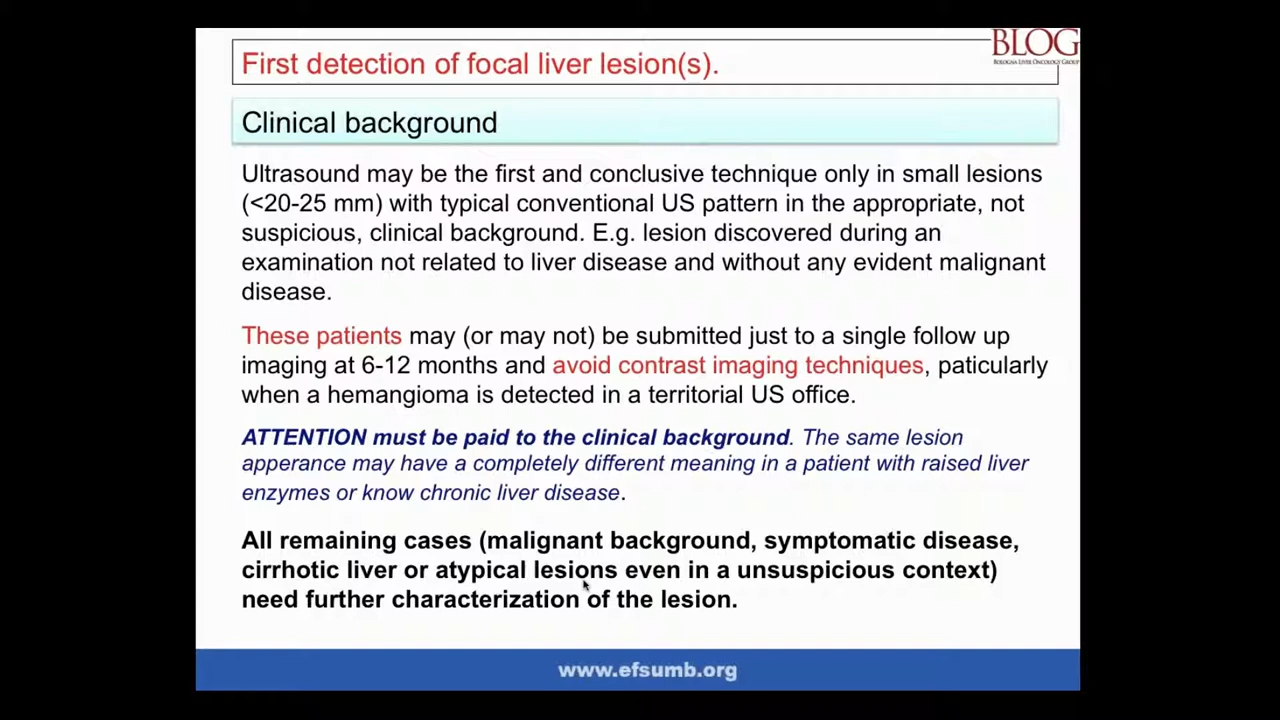 BLOG
BOLOGNA LIVER ONCOLOGY GROUP
First detection of focal liver lesion(s).
Clinical background
Ultrasound may be the first and conclusive technique only in small lesions
(<20-25 mm) with typical conventional US pattern in the appropriate, not
suspicious, clinical background. E.g. lesion discovered during an
examination not related to liver disease and without any evident malignant
disease.
These patients may (or may not) be submitted just to a single follow up
imaging at 6-12 months and avoid contrast imaging techniques, paticularly
when a hemangioma is detected in a territorial US office.
ATTENTION must be paid to the clinical background. The same lesion
apperance may have a completely different meaning in a patient with raised liver
enzymes or know chronic liver disease.
All remaining cases (malignant background, symptomatic disease,
cirrhotic liver or atypical lesions even in a unsuspicious context)
need further characterization of the lesion.
www.efsumb.org